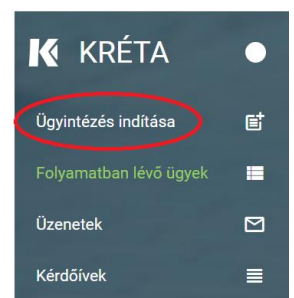 KRÉTA
Ügyintézés indítása
Folyamatban lévő ügyek
Üzenetek
Kérdőívek